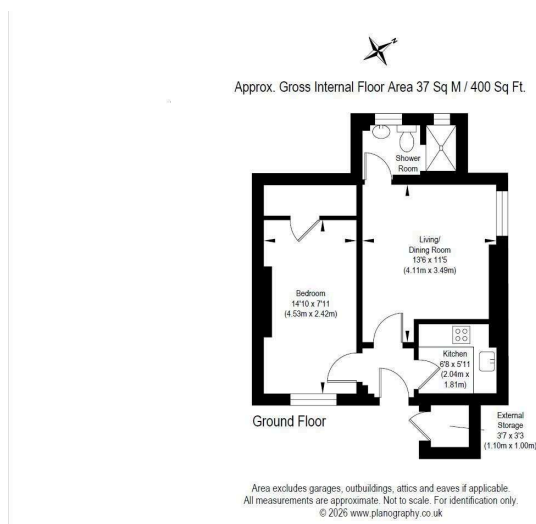 N
Approx. Gross Internal Floor Area 37 Sq M / 400 Sq Ft.
Shower
Room
Living/
Dining Room
13'6 x 11'5
(4.11m x 3.49m)
Bedroom
14'10 x 7'11
(4.53m x 2.42m)
Kitchen
6'8 x 5'11
(2.04m x
1.81m)
Ground Floor
External
Storage
3'7 x 3'3
(1.10m x 1.00m)
Area excludes garages, outbuildings, attics and eaves if applicable.
All measurements are approximate. Not to scale. For identification only.
© 2026 www.planography.co.uk